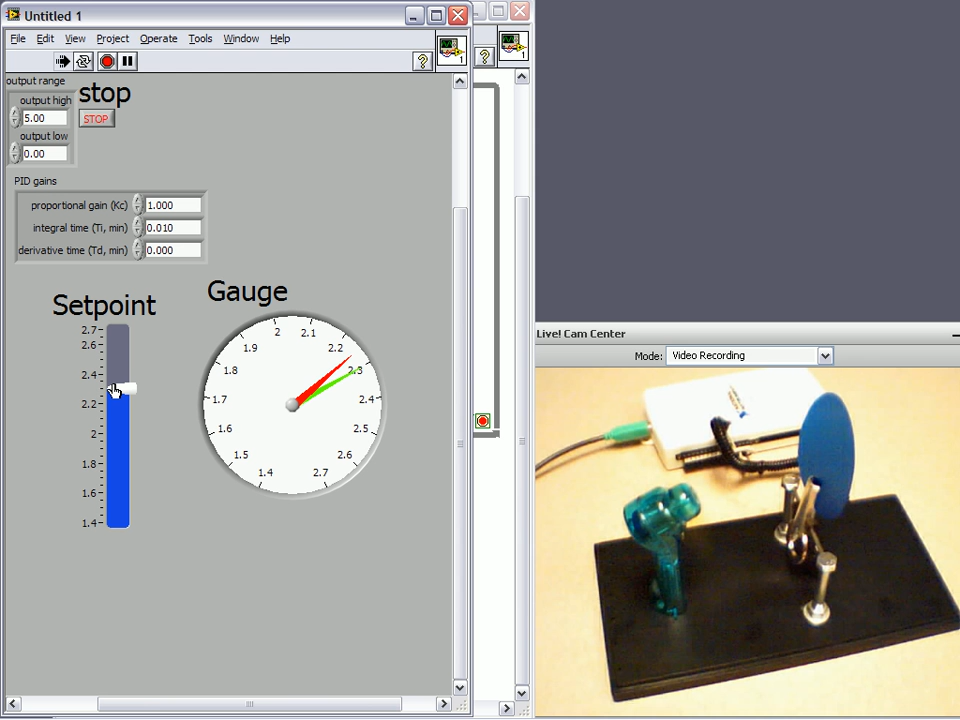 Untitled 1
File Edit View Project Operate Tools Window Help
?
1
?
1
output range
output high
5.00
output low
0.00
stop
STOP
PID gains
proportional gain (Kc) 1.000
integral time (Ti, min) 0.010
derivative time (Td, min) 0.000
Setpoint
2.7
2.6
2.4
2.2
2
1.8
1.6
1.4
Gauge
1.4
1.5
1.6
1.7
1.8
1.9
2
2.1
2.2
2.3
2.4
2.5
2.6
2.7
Live! Cam Center
Mode: Video Recording